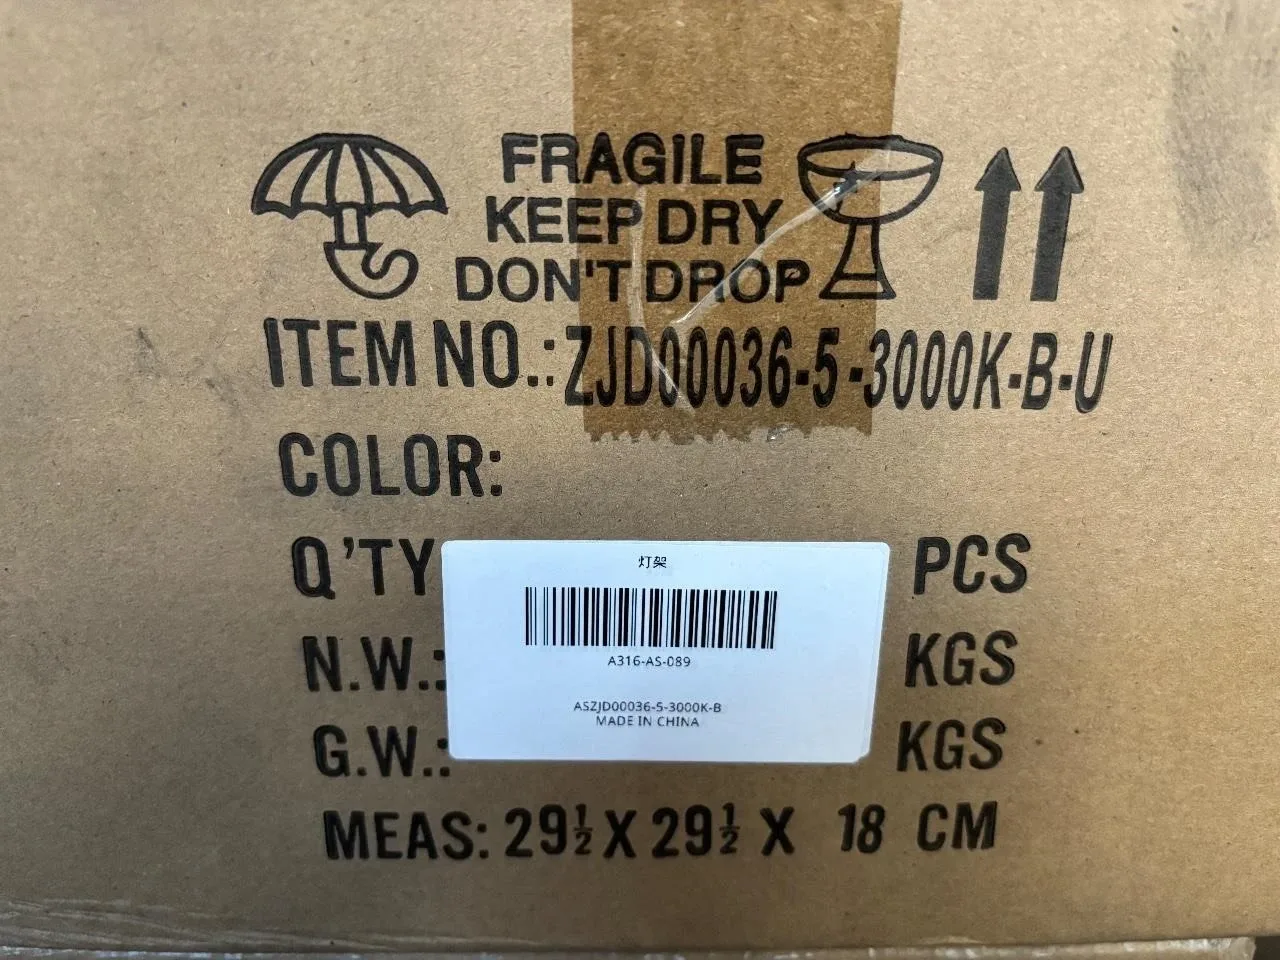 FRAGILE
KEEP DRY
DON'T DROP
ITEM NO.:ZJD00036-5-3000K-B-U
COLOR:
Q'TY PCS
灯架
A316-AS-089
N.W.: KGS
ASZJD00036-5-3000K-B
MADE IN CHINA
G.W.: KGS
MEAS: 29½ X 29½ X 18 CM